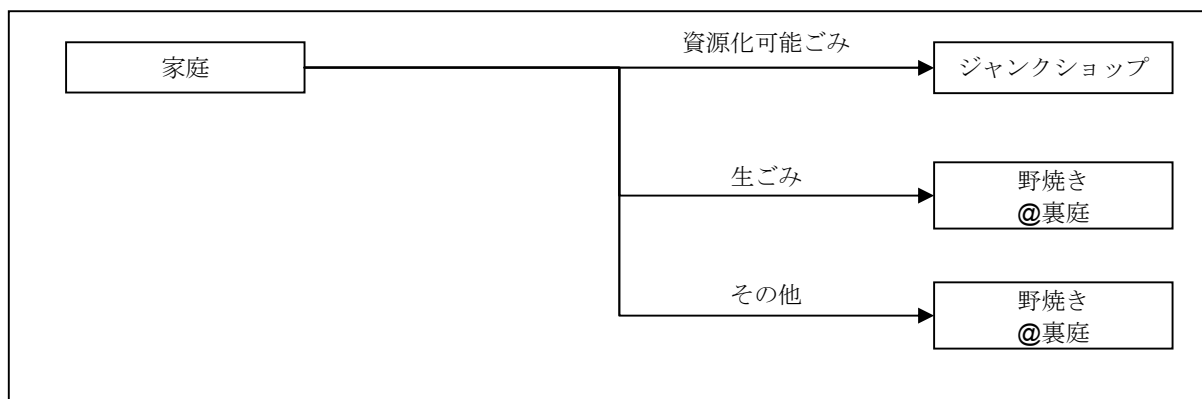 家庭
資源化可能ごみ
ジャンクショップ
生ごみ
野焼き
@裏庭
その他
野焼き
@裏庭